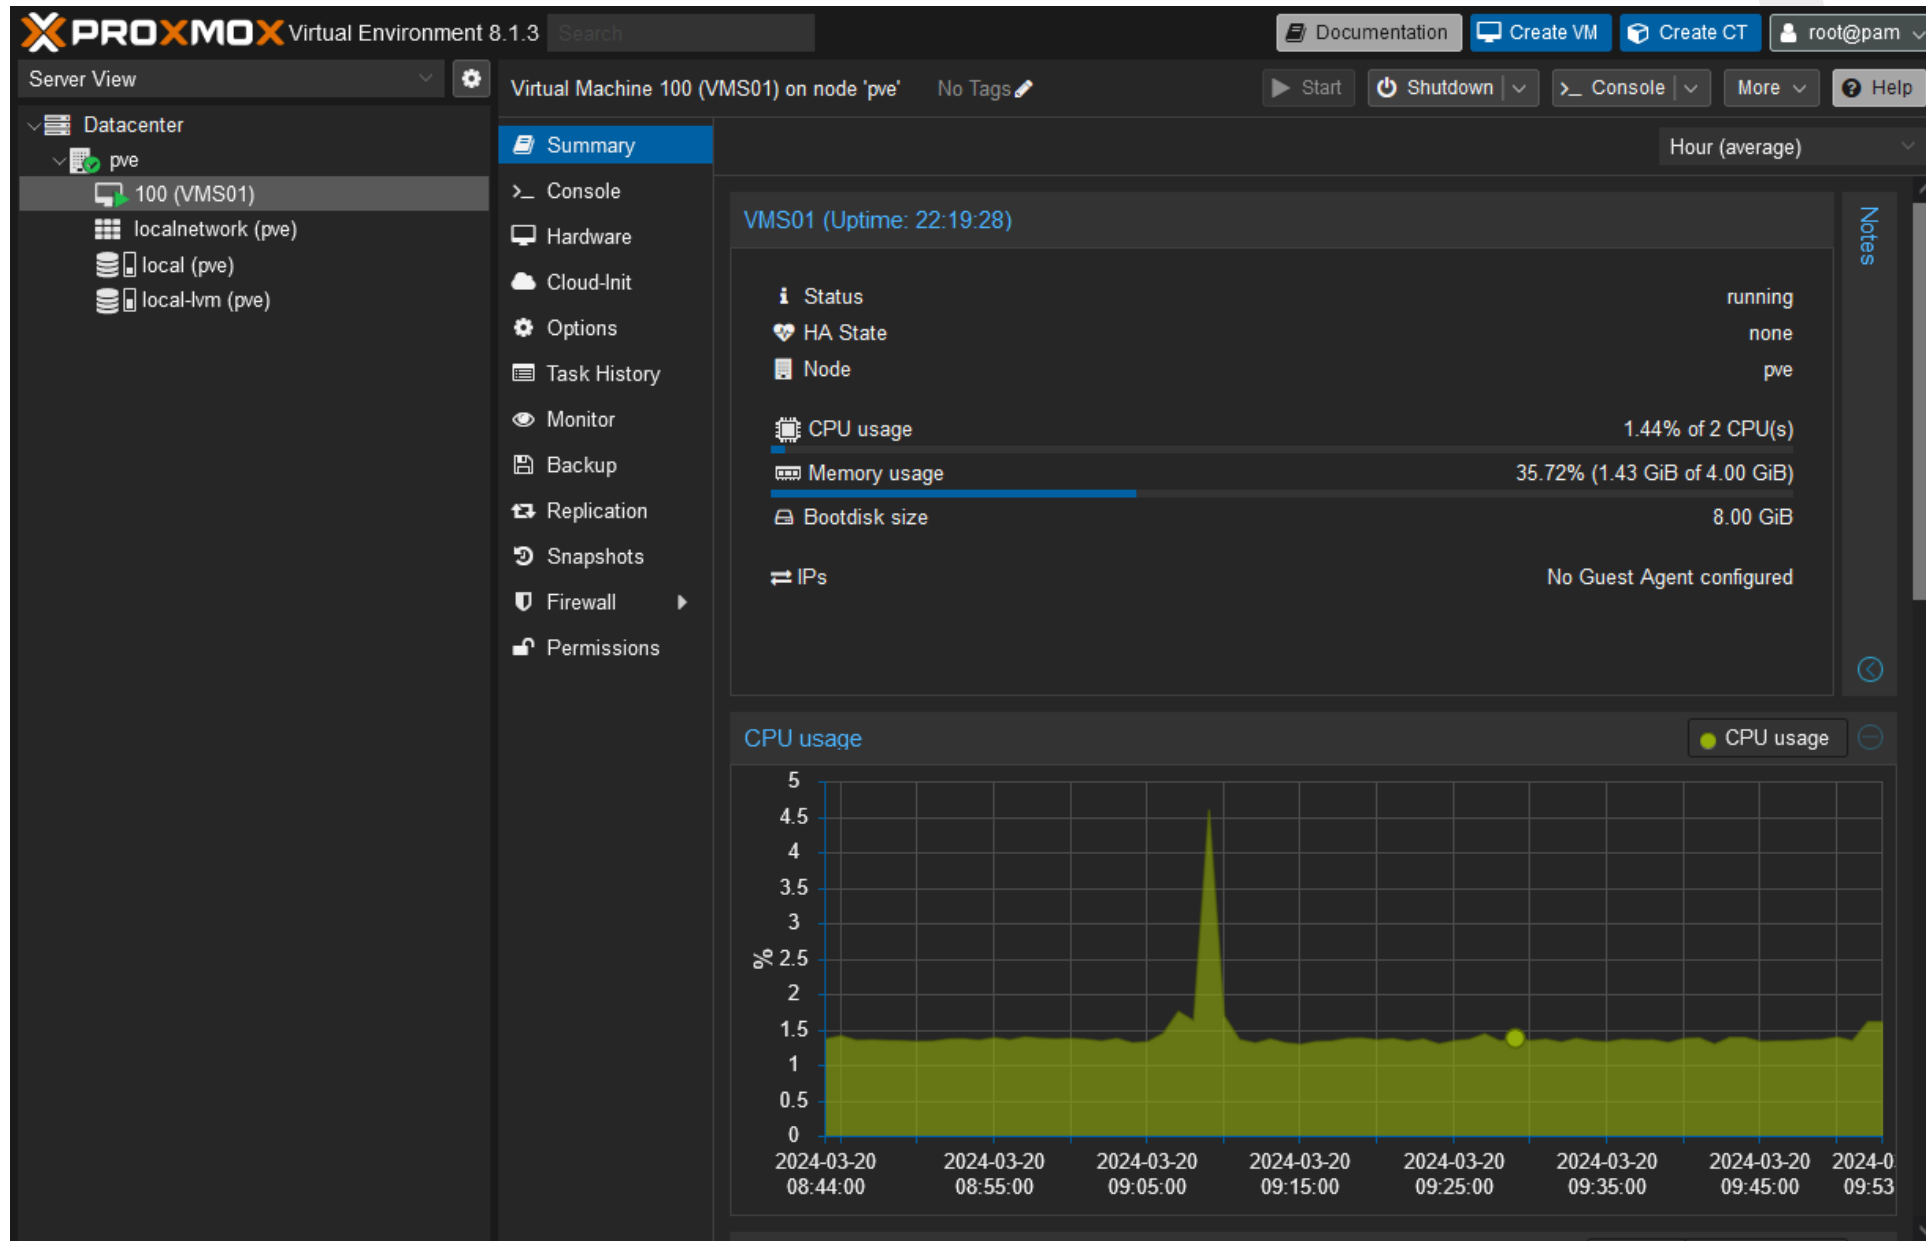 PROXMOX Virtual Environment 8.1.3 Search Documentation Create VM Create CT root@pam
Server View
Datacenter
pve
100 (VMS01)
localnetwork (pve)
local (pve)
local-lvm (pve)
Virtual Machine 100 (VMS01) on node 'pve' No Tags Start Shutdown Console More Help
Summary
Console
Hardware
Cloud-Init
Options
Task History
Monitor
Backup
Replication
Snapshots
Firewall
Permissions
Hour (average)
VMS01 (Uptime: 22:19:28)
Notes
Status running
HA State none
Node pve
CPU usage 1.44% of 2 CPU(s)
Memory usage 35.72% (1.43 GiB of 4.00 GiB)
Bootdisk size 8.00 GiB
IPs No Guest Agent configured
CPU usage CPU usage
5
4.5
4
3.5
3
% 2.5
2
1.5
1
0.5
0
2024-03-20 2024-03-20 2024-03-20 2024-03-20 2024-03-20 2024-03-20 2024-03-20 2024-0
08:44:00 08:55:00 09:05:00 09:15:00 09:25:00 09:35:00 09:45:00 09:53